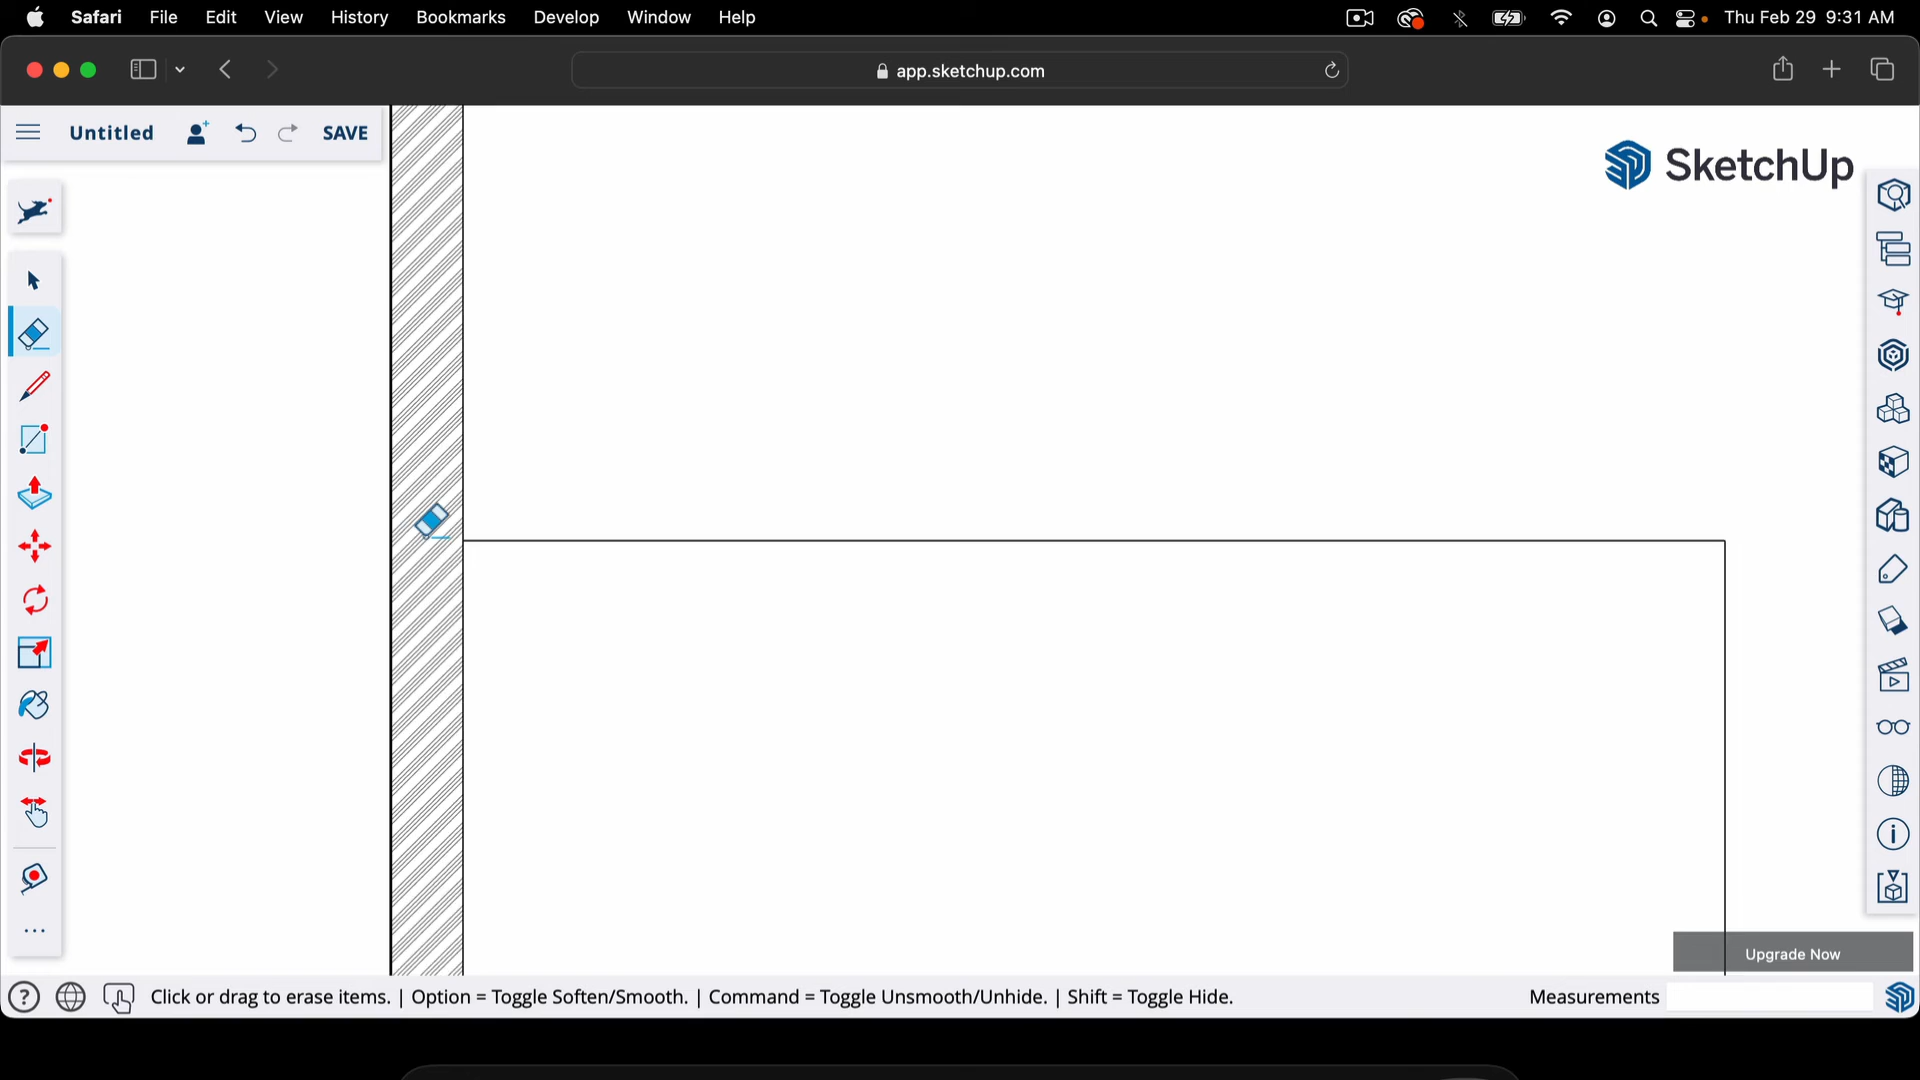 Safari File Edit View History Bookmarks Develop Window Help Thu Feb 29 9:31 AM
app.sketchup.com
Untitled SAVE
SketchUp
Upgrade Now
Click or drag to erase items. | Option = Toggle Soften/Smooth. | Command = Toggle Unsmooth/Unhide. | Shift = Toggle Hide. Measurements